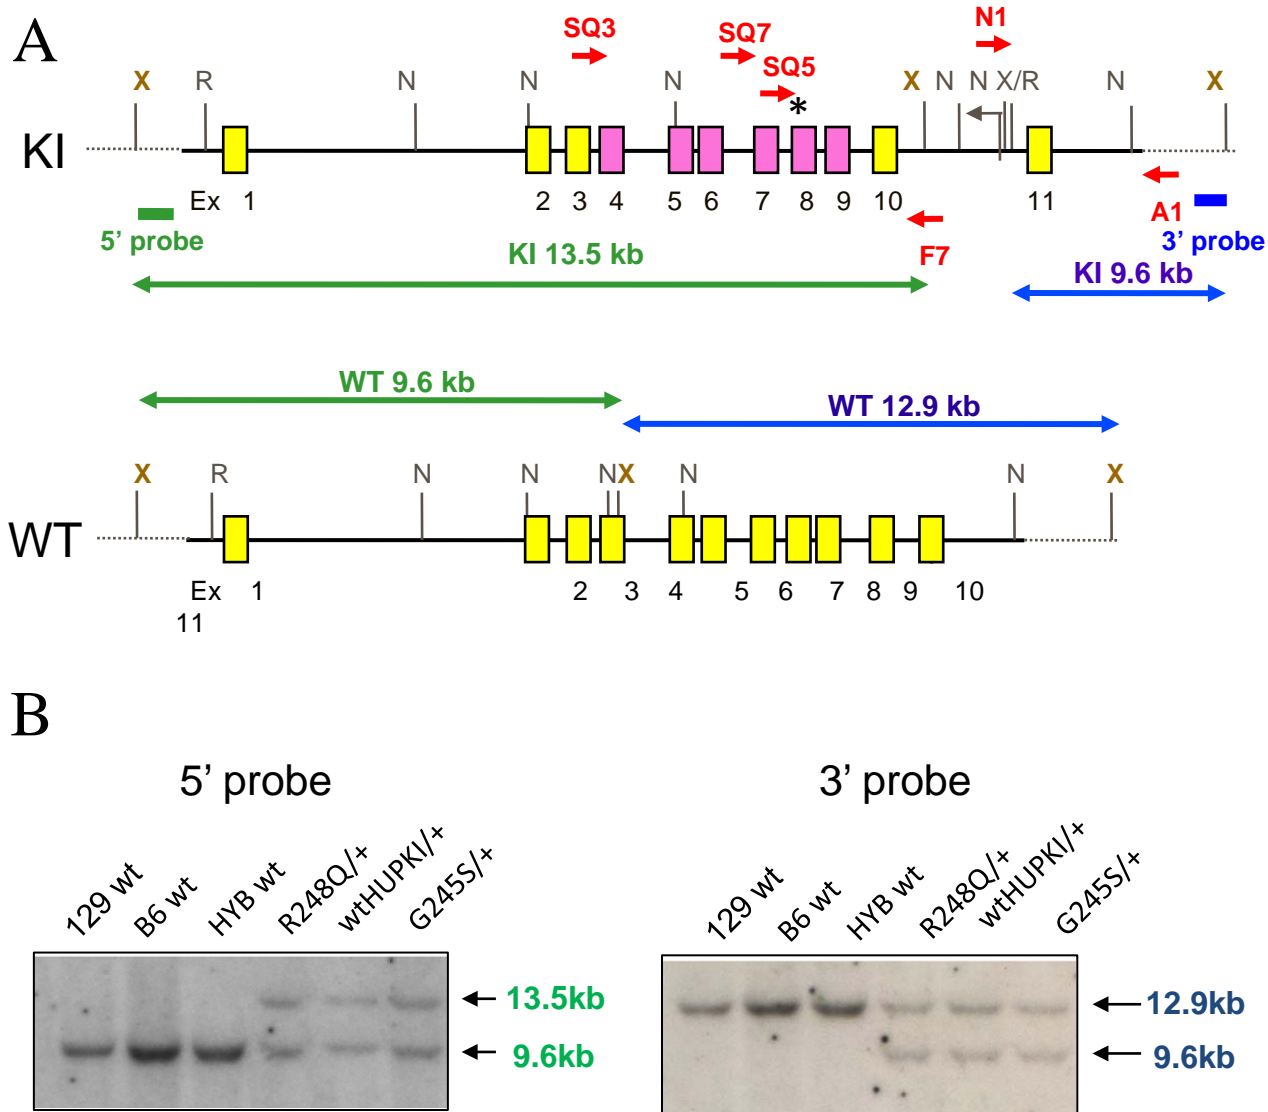 A
SQ3 SQ7 N1
SQ5
X R N N N X N N X/R N X
*
KI
Ex 1 2 3 4 5 6 7 8 9 10 11
A1
5' probe 3' probe
F7
KI 13.5 kb KI 9.6 kb
WT 9.6 kb
WT 12.9 kb
X R N N N X N N X
WT
Ex 1 2 3 4 5 6 7 8 9 10
11
B
5' probe 3' probe
129 wt B6 wt HYB wt R248Q/+ wtHUPKI/+ G245S/+
129 wt B6 wt HYB wt R248Q/+ wtHUPKI/+ G245S/+
13.5kb 12.9kb
9.6kb 9.6kb